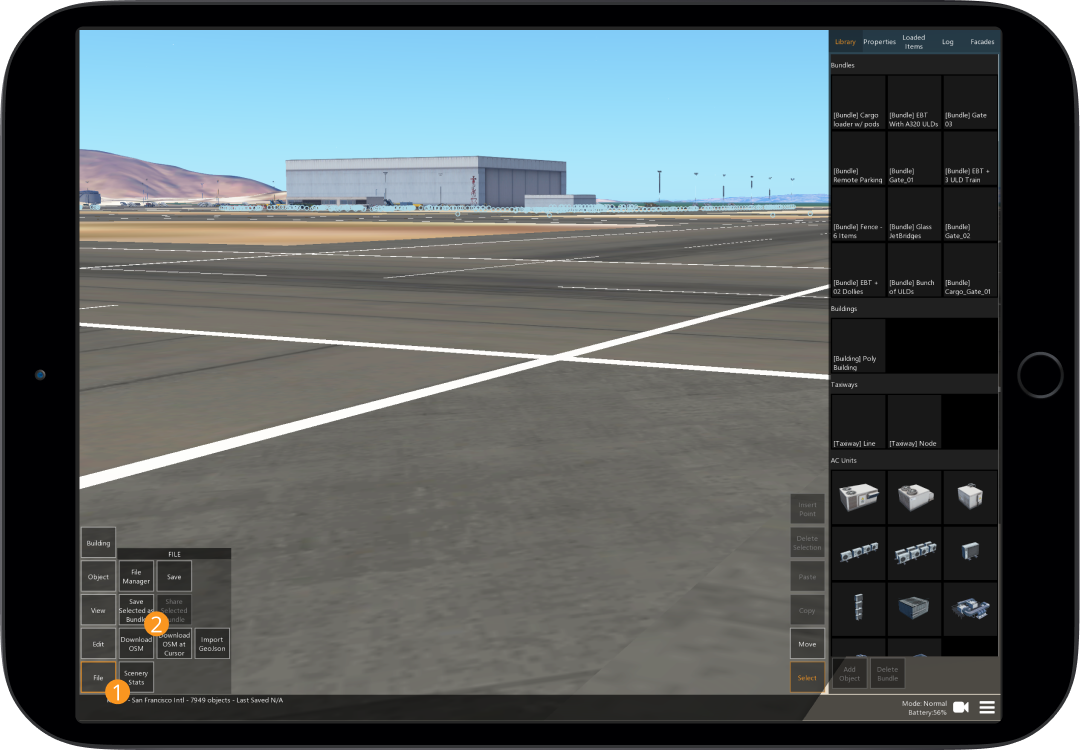 Library
Properties
Loaded
Items
Log
Facades
Bundles
[Bundle] Cargo
loader w/ pods
[Bundle] EBT
With A320 ULDs
[Bundle] Gate
03
[Bundle]
Remote Parking
[Bundle]
Gate_01
[Bundle] EBT +
3 ULD Train
[Bundle] Fence -
6 Items
[Bundle] Glass
JetBridges
[Bundle]
Gate_02
[Bundle] EBT +
02 Dollies
[Bundle] Bunch
of ULDs
[Bundle]
Cargo_Gate_01
Buildings
[Building] Poly
Building
Taxiways
[Taxiway] Line
[Taxiway] Node
AC Units
Insert
Point
Delete
Selection
Paste
Copy
Move
Select
Add
Object
Delete
Bundle
Building
Object
View
Edit
File
FILE
File
Manager
Save
Save
Selected as
Bundle
Share
Selected
2
Download
OSM
Download
OSM at
Cursor
Import
GeoJson
Scenery
Stats
1
- San Francisco Intl - 7949 objects - Last Saved N/A
Mode: Normal
Battery:56%